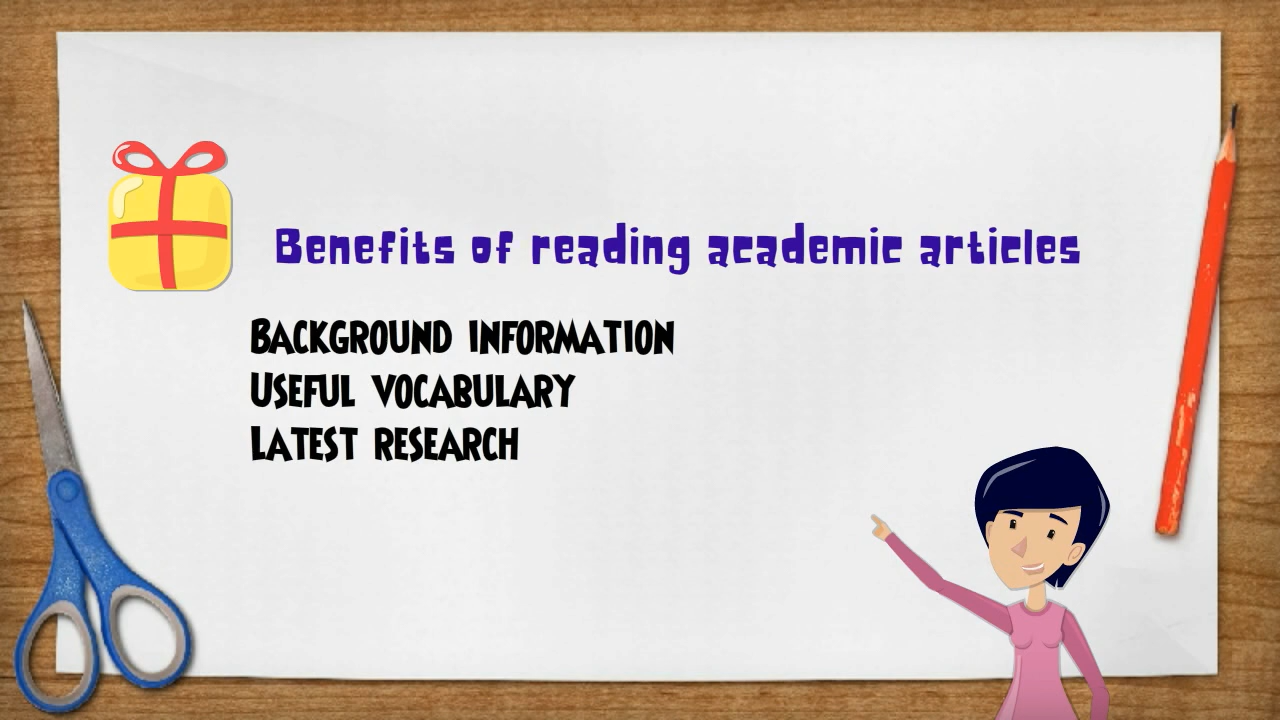 Benefits of reading academic articles
Background information
Useful vocabulary
Latest research